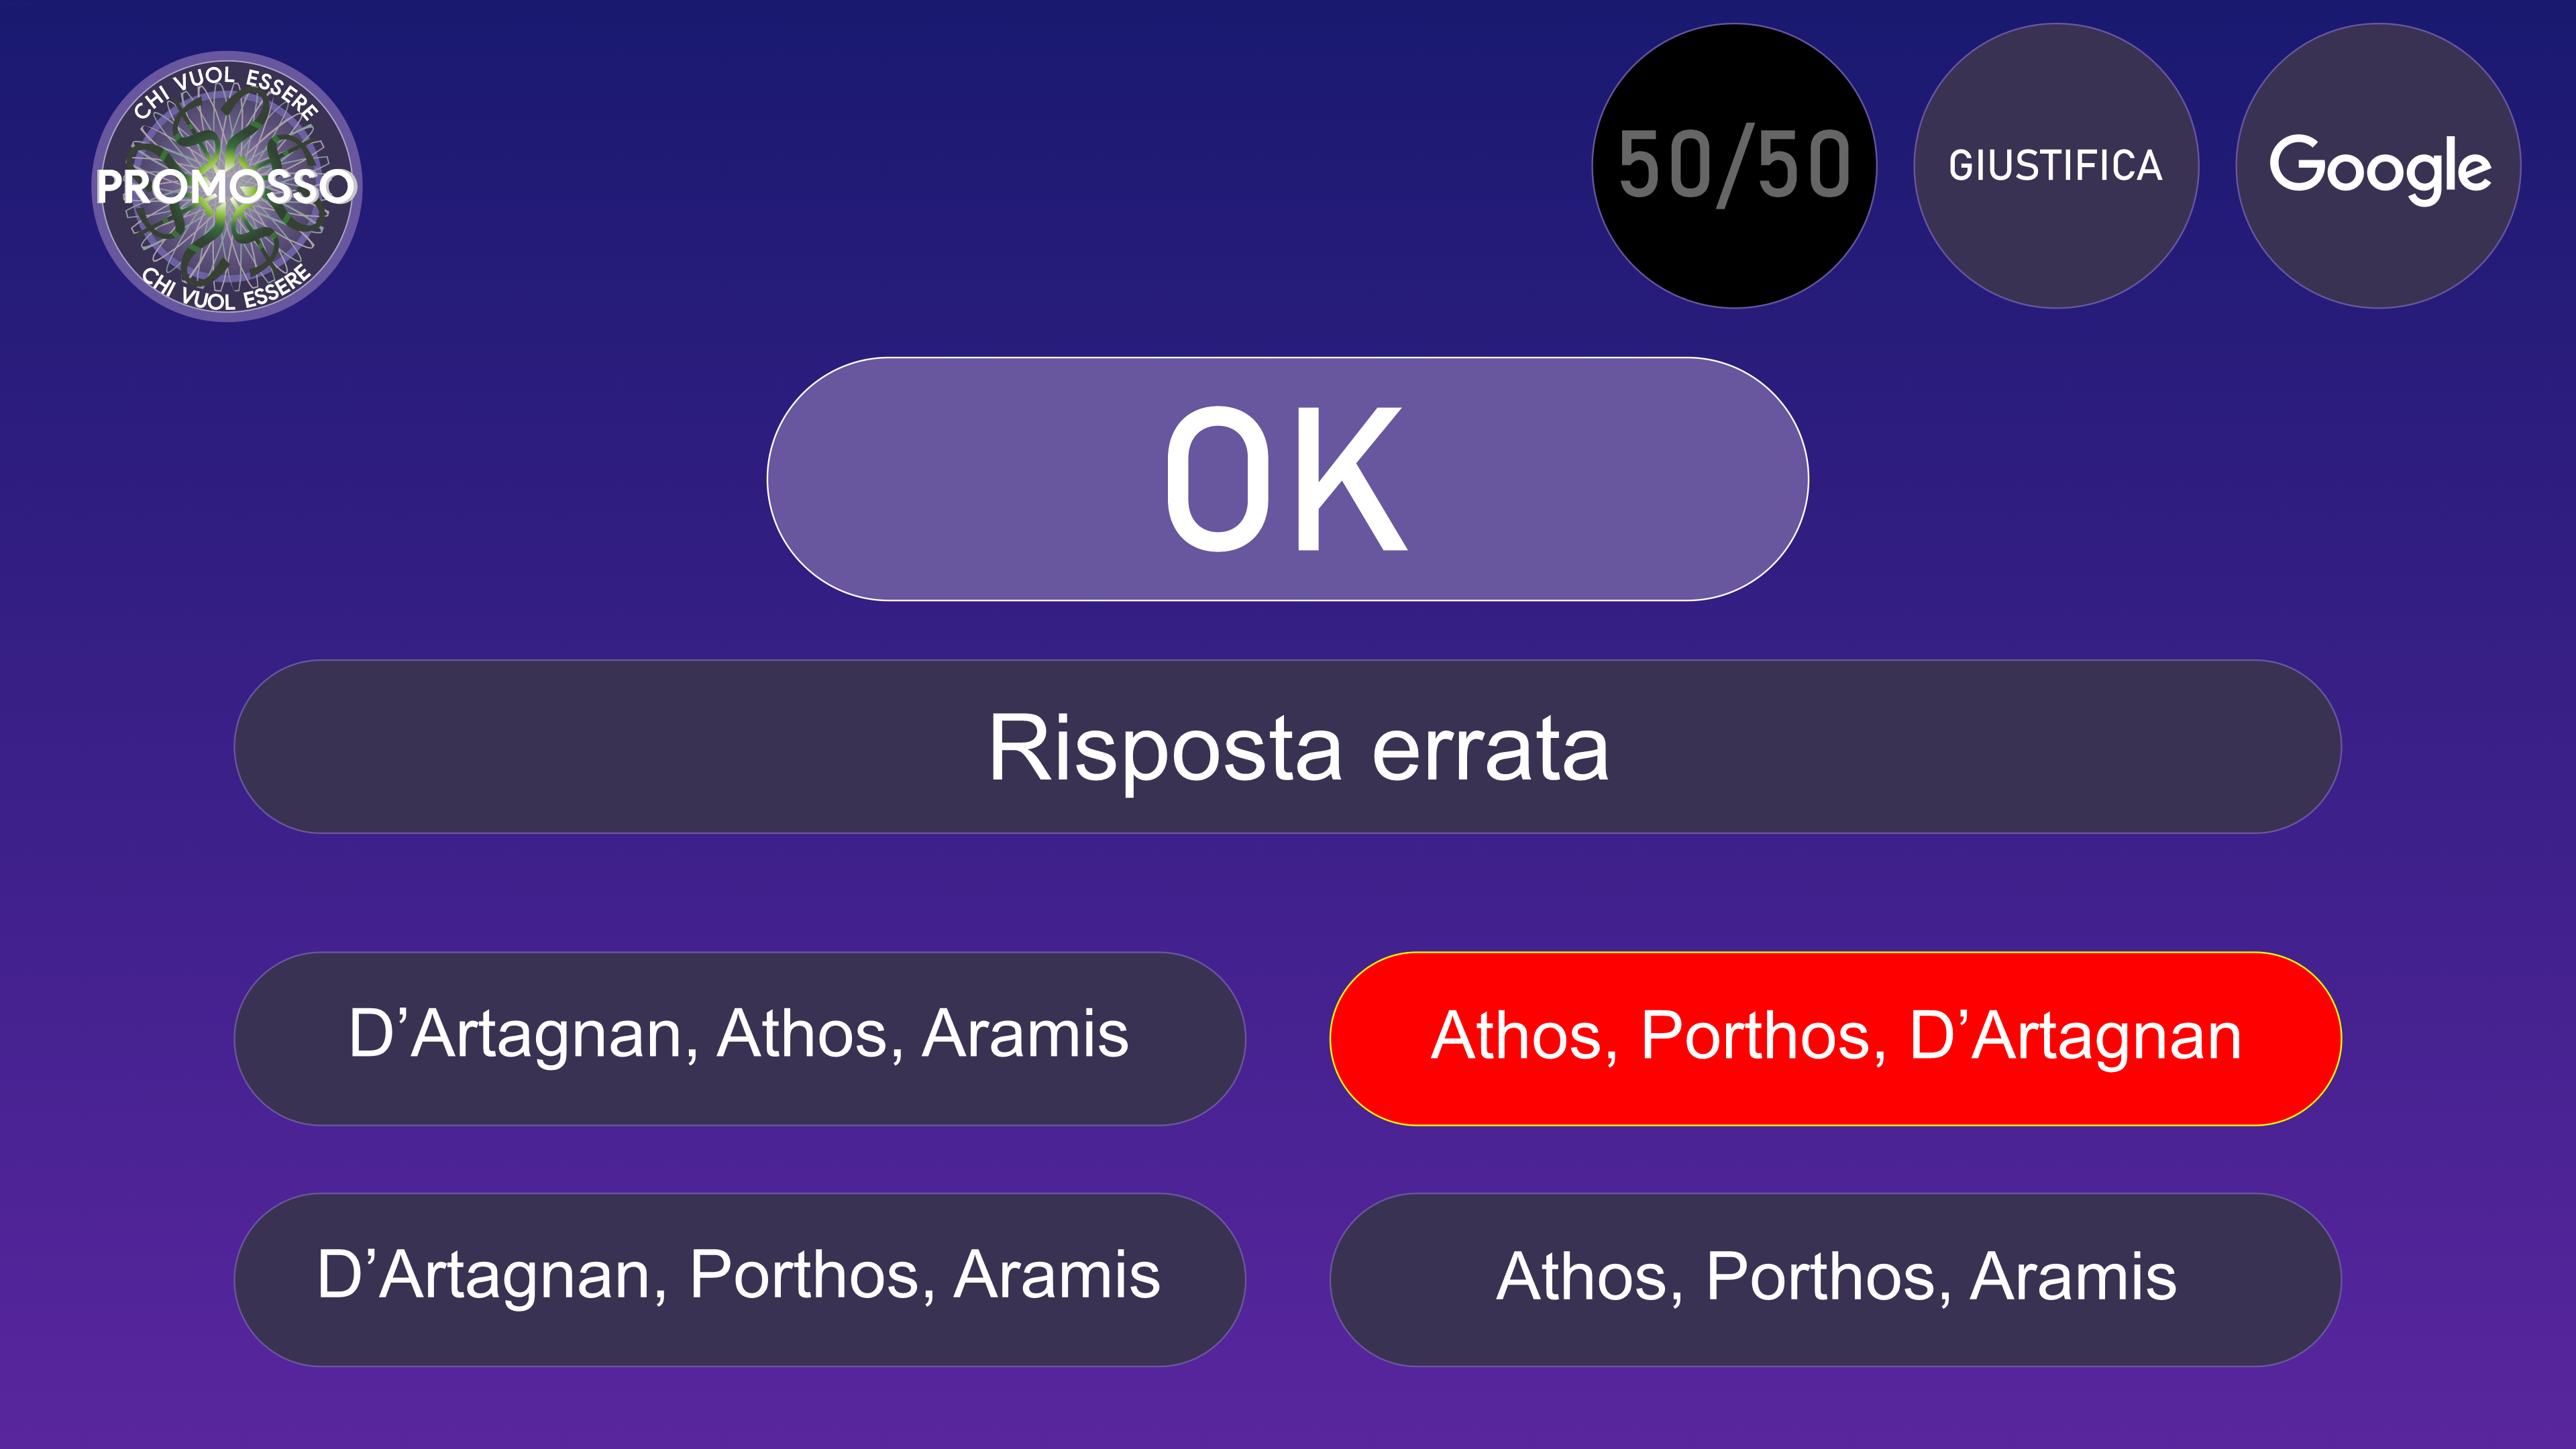 CHI VUOL ESSERE
PROMOSSO
CHI VUOL ESSERE
50/50
GIUSTIFICA
Google
OK
Risposta errata
D’Artagnan, Athos, Aramis
Athos, Porthos, D’Artagnan
D’Artagnan, Porthos, Aramis
Athos, Porthos, Aramis